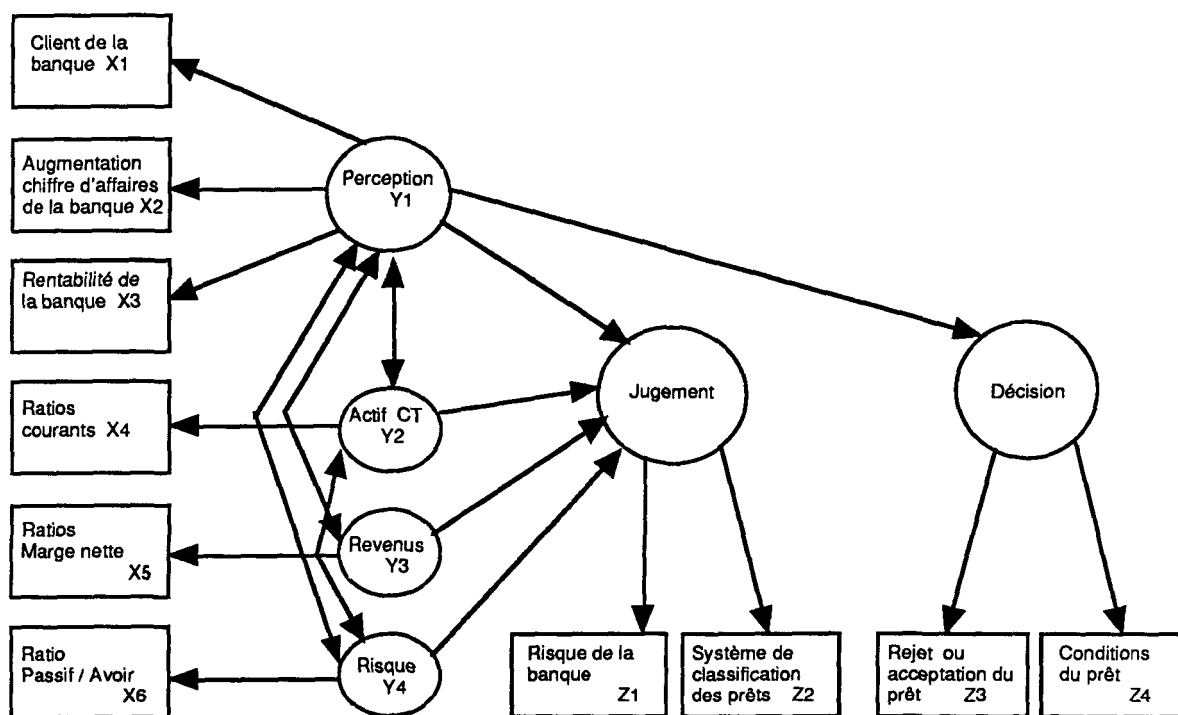 Client de la
banque X1
Augmentation
chiffre d'affaires
de la banque X2
Rentabilité de
la banque X3
Ratios
courants X4
Ratios
Marge nette
X5
Ratio
Passif / Avoir
X6
Perception
Y1
Actif CT
Y2
Revenus
Y3
Risque
Y4
Jugement
Décision
Risque de la
banque
Z1
Système de
classification
des prêts Z2
Rejet ou
acceptation du
prêt Z3
Conditions
du prêt
Z4